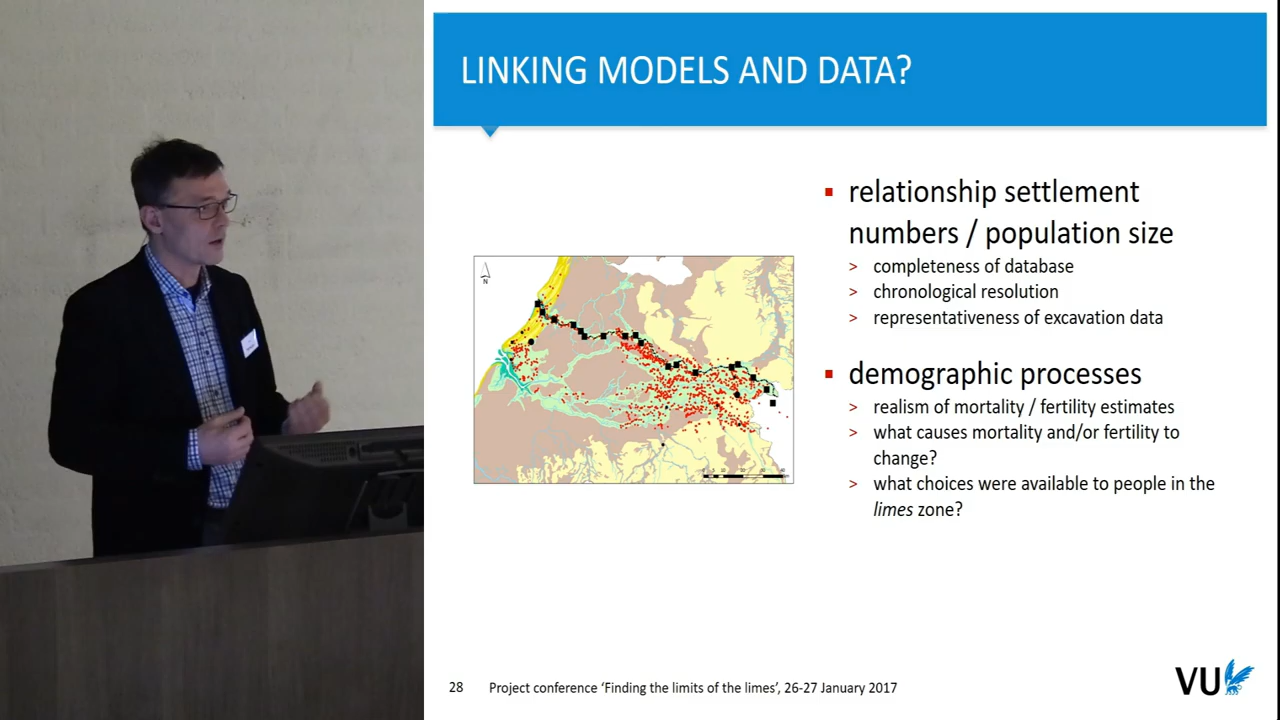 LINKING MODELS AND DATA?
▪ relationship settlement
numbers / population size
> completeness of database
> chronological resolution
> representativeness of excavation data
▪ demographic processes
> realism of mortality / fertility estimates
> what causes mortality and/or fertility to
change?
> what choices were available to people in the
limes zone?
N
28 Project conference ‘Finding the limits of the limes’, 26-27 January 2017
VU